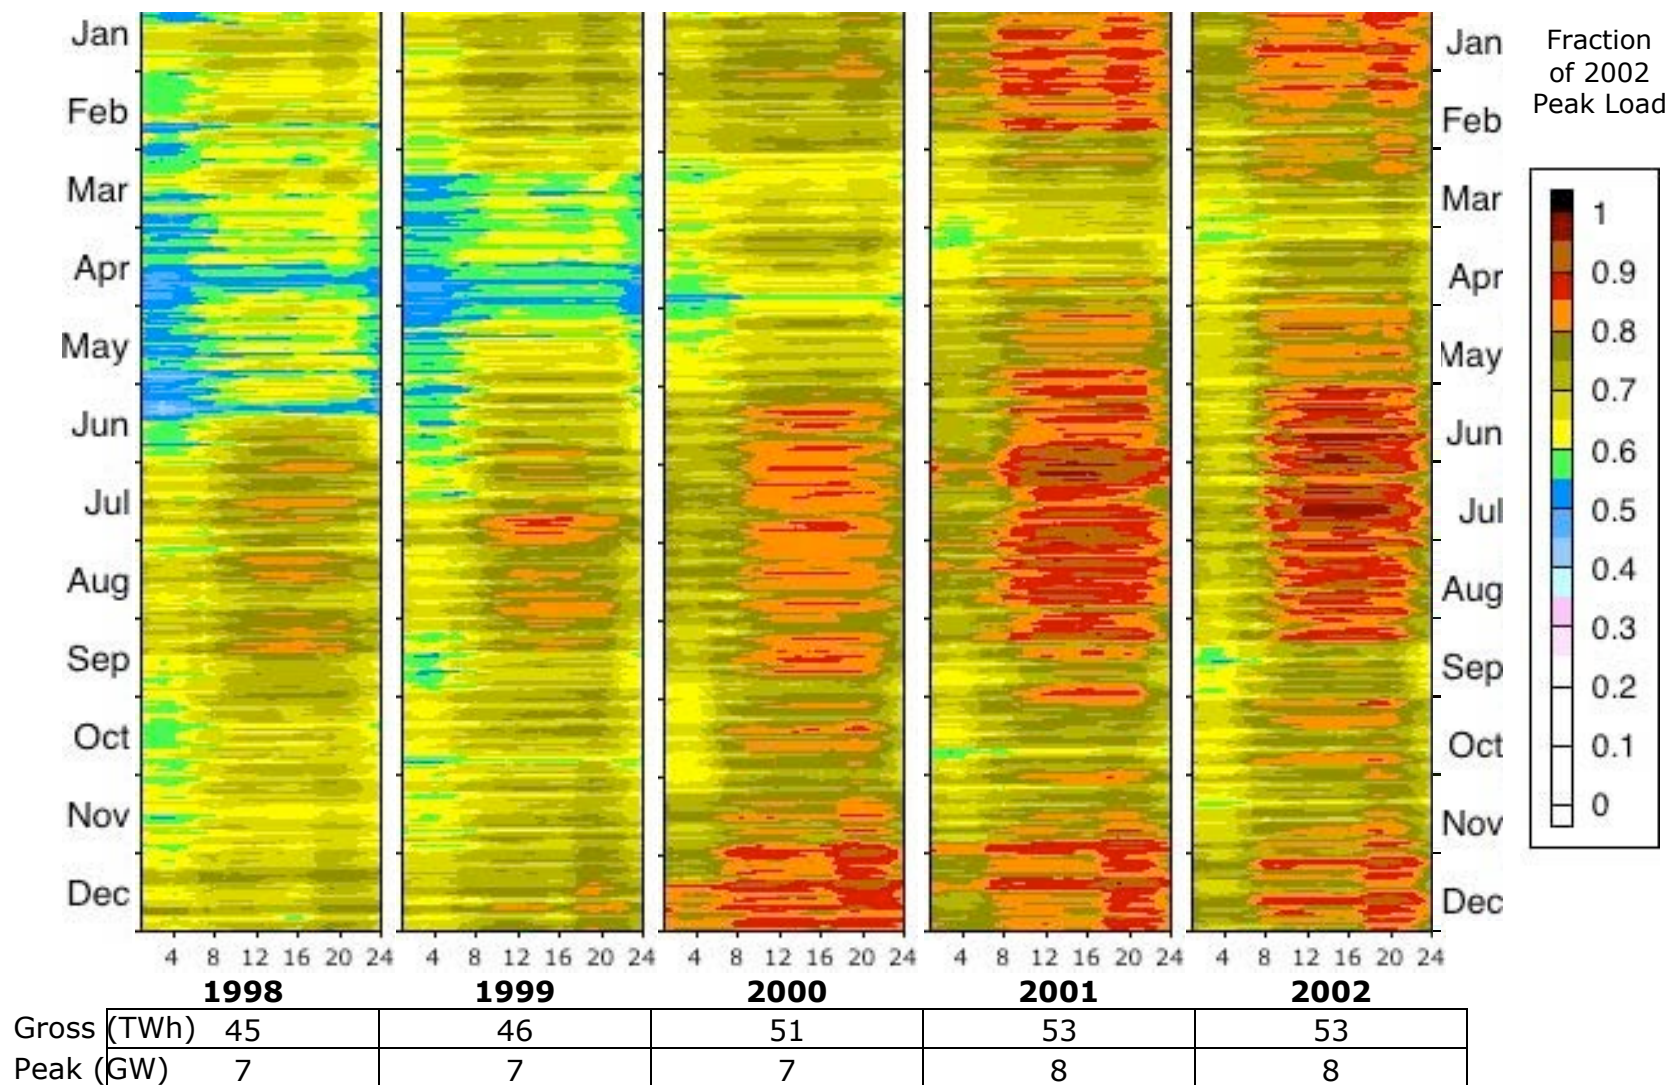 Jan
Feb
Mar
Apr
May
Jun
Jul
Aug
Sep
Oct
Nov
Dec
Jan
Feb
Mar
Apr
May
Jun
Jul
Aug
Sep
Oct
Nov
Dec
Fraction
of 2002
Peak Load
1
0.9
0.8
0.7
0.6
0.5
0.4
0.3
0.2
0.1
0
4 8 12 16 20 24 4 8 12 16 20 24 4 8 12 16 20 24 4 8 12 16 20 24 4 8 12 16 20 24
1998 1999 2000 2001 2002
Gross (TWh) 45 46 51 53 53
Peak (GW) 7 7 7 8 8